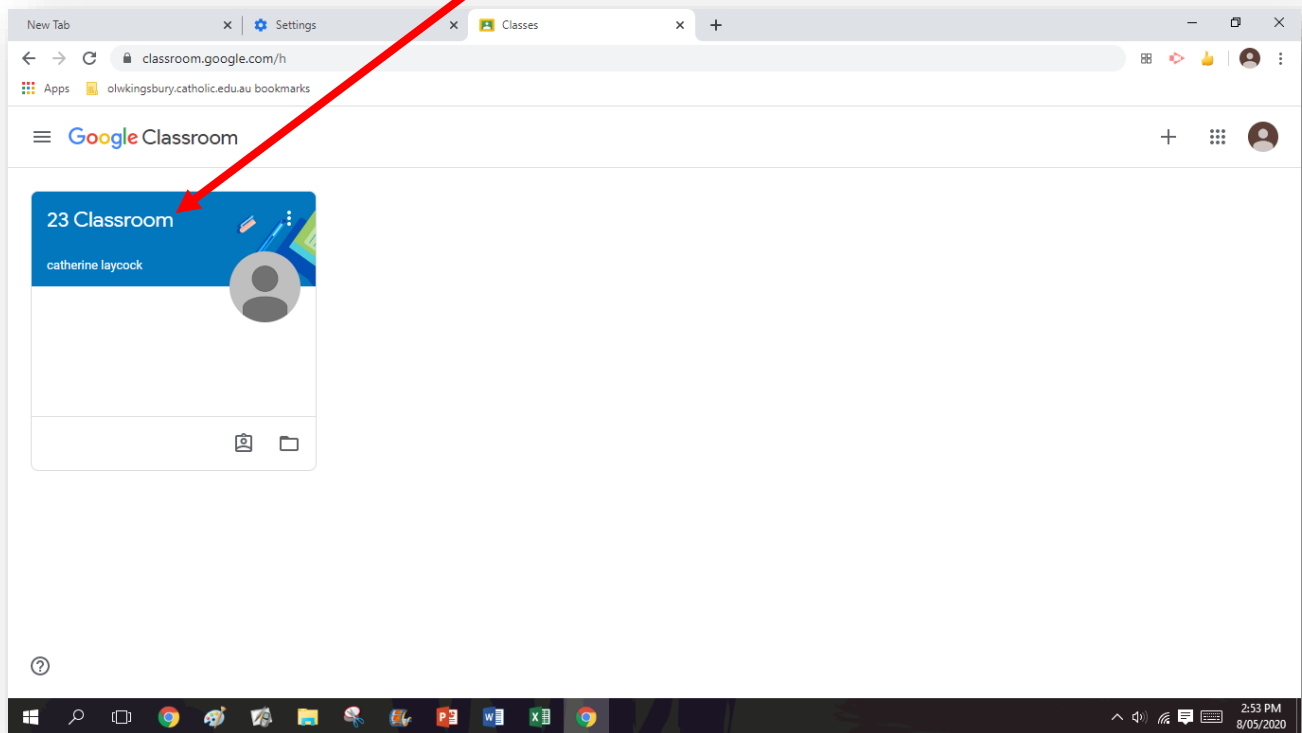 New Tab
Settings
Classes
classroom.google.com/h
Apps
olwkingsbury.catholic.edu.au bookmarks
Google Classroom
23 Classroom
catherine laycock
2:53 PM
8/05/2020